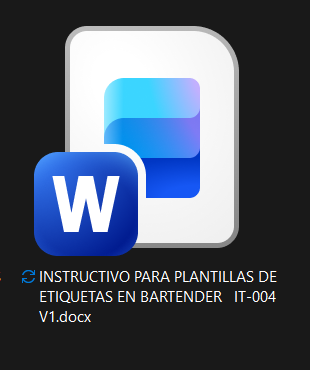 W
INSTRUCTIVO PARA PLANTILLAS DE
ETIQUETAS EN BARTENDER   IT-004
V1.docx